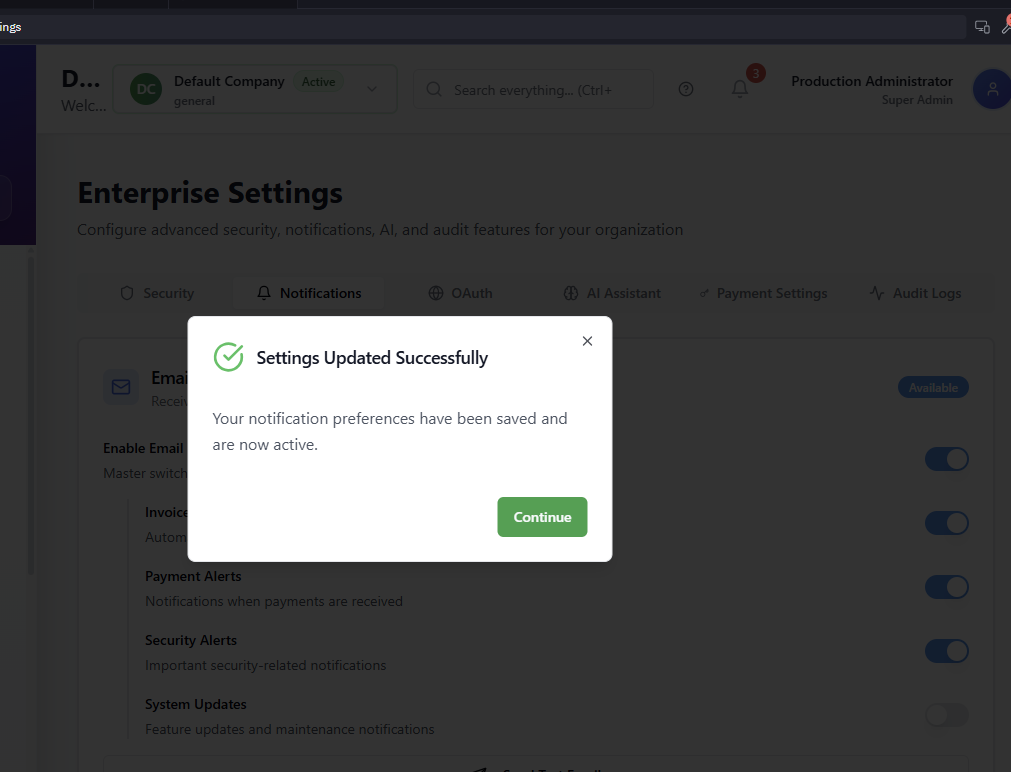 ings
D...
Welc...
DC
Default Company
Active
general
Search everything... (Ctrl+
3
Production Administrator
Super Admin
Enterprise Settings
Configure advanced security, notifications, AI, and audit features for your organization
Security
Notifications
OAuth
AI Assistant
Payment Settings
Audit Logs
Settings Updated Successfully
Your notification preferences have been saved and
are now active.
Continue
Emai
Recei
Available
Enable Email
Master switch
Invoice
Autom
Payment Alerts
Notifications when payments are received
Security Alerts
Important security-related notifications
System Updates
Feature updates and maintenance notifications